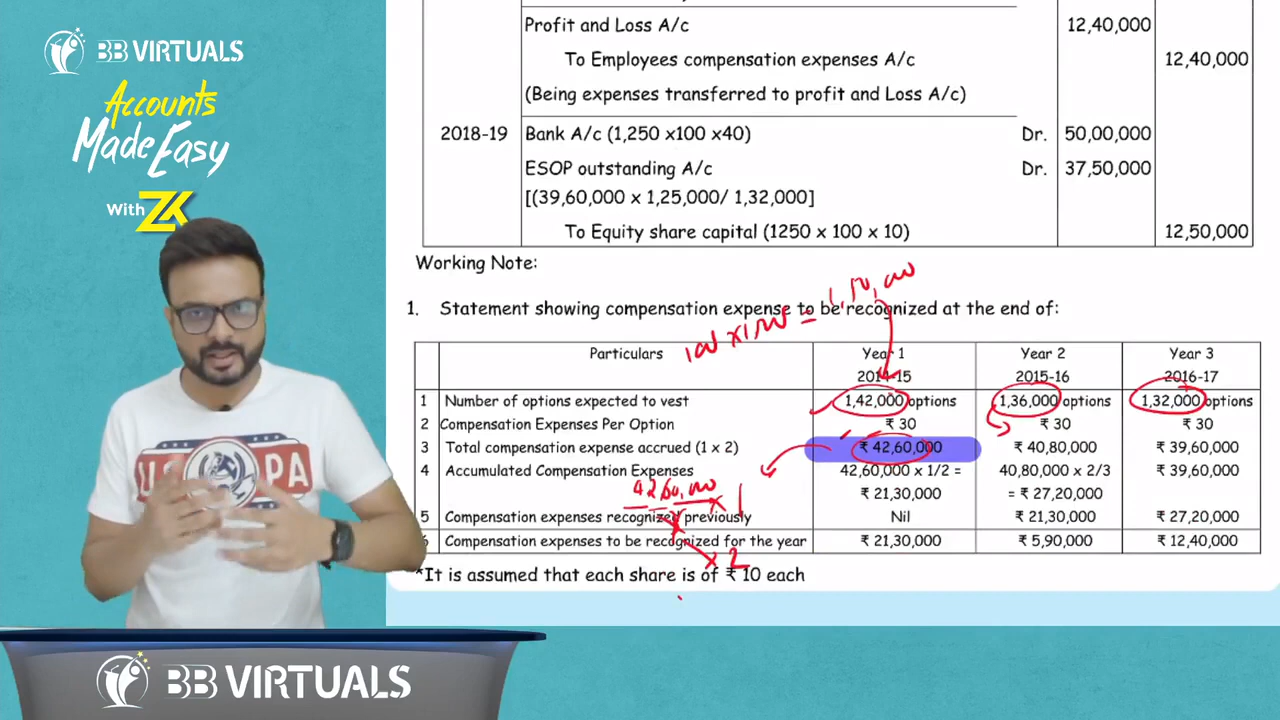 BB VIRTUALS
Accounts
Made Easy
With ZK
Profit and Loss A/c 12,40,000
To Employees compensation expenses A/c 12,40,000
(Being expenses transferred to profit and Loss A/c)
2018-19 Bank A/c (1,250 x100 x40) Dr. 50,00,000
ESOP outstanding A/c Dr. 37,50,000
[(39,60,000 x 1,25,000/ 1,32,000]
To Equity share capital (1250 x 100 x 10) 12,50,000
Working Note:
1. Statement showing compensation expense to be recognized at the end of:
Particulars Year 1 Year 2 Year 3
2014-15 2015-16 2016-17
1 Number of options expected to vest 1,42,000 options 1,36,000 options 1,32,000 options
2 Compensation Expenses Per Option ₹ 30 ₹ 30 ₹ 30
3 Total compensation expense accrued (1 x 2) ₹ 42,60,000 ₹ 40,80,000 ₹ 39,60,000
4 Accumulated Compensation Expenses 42,60,000 x 1/2 = 40,80,000 x 2/3 ₹ 39,60,000
₹ 21,30,000 = ₹ 27,20,000
5 Compensation expenses recognized previously Nil ₹ 21,30,000 ₹ 27,20,000
Compensation expenses to be recognized for the year ₹ 21,30,000 ₹ 5,90,000 ₹ 12,40,000
*It is assumed that each share is of ₹ 10 each
BB VIRTUALS